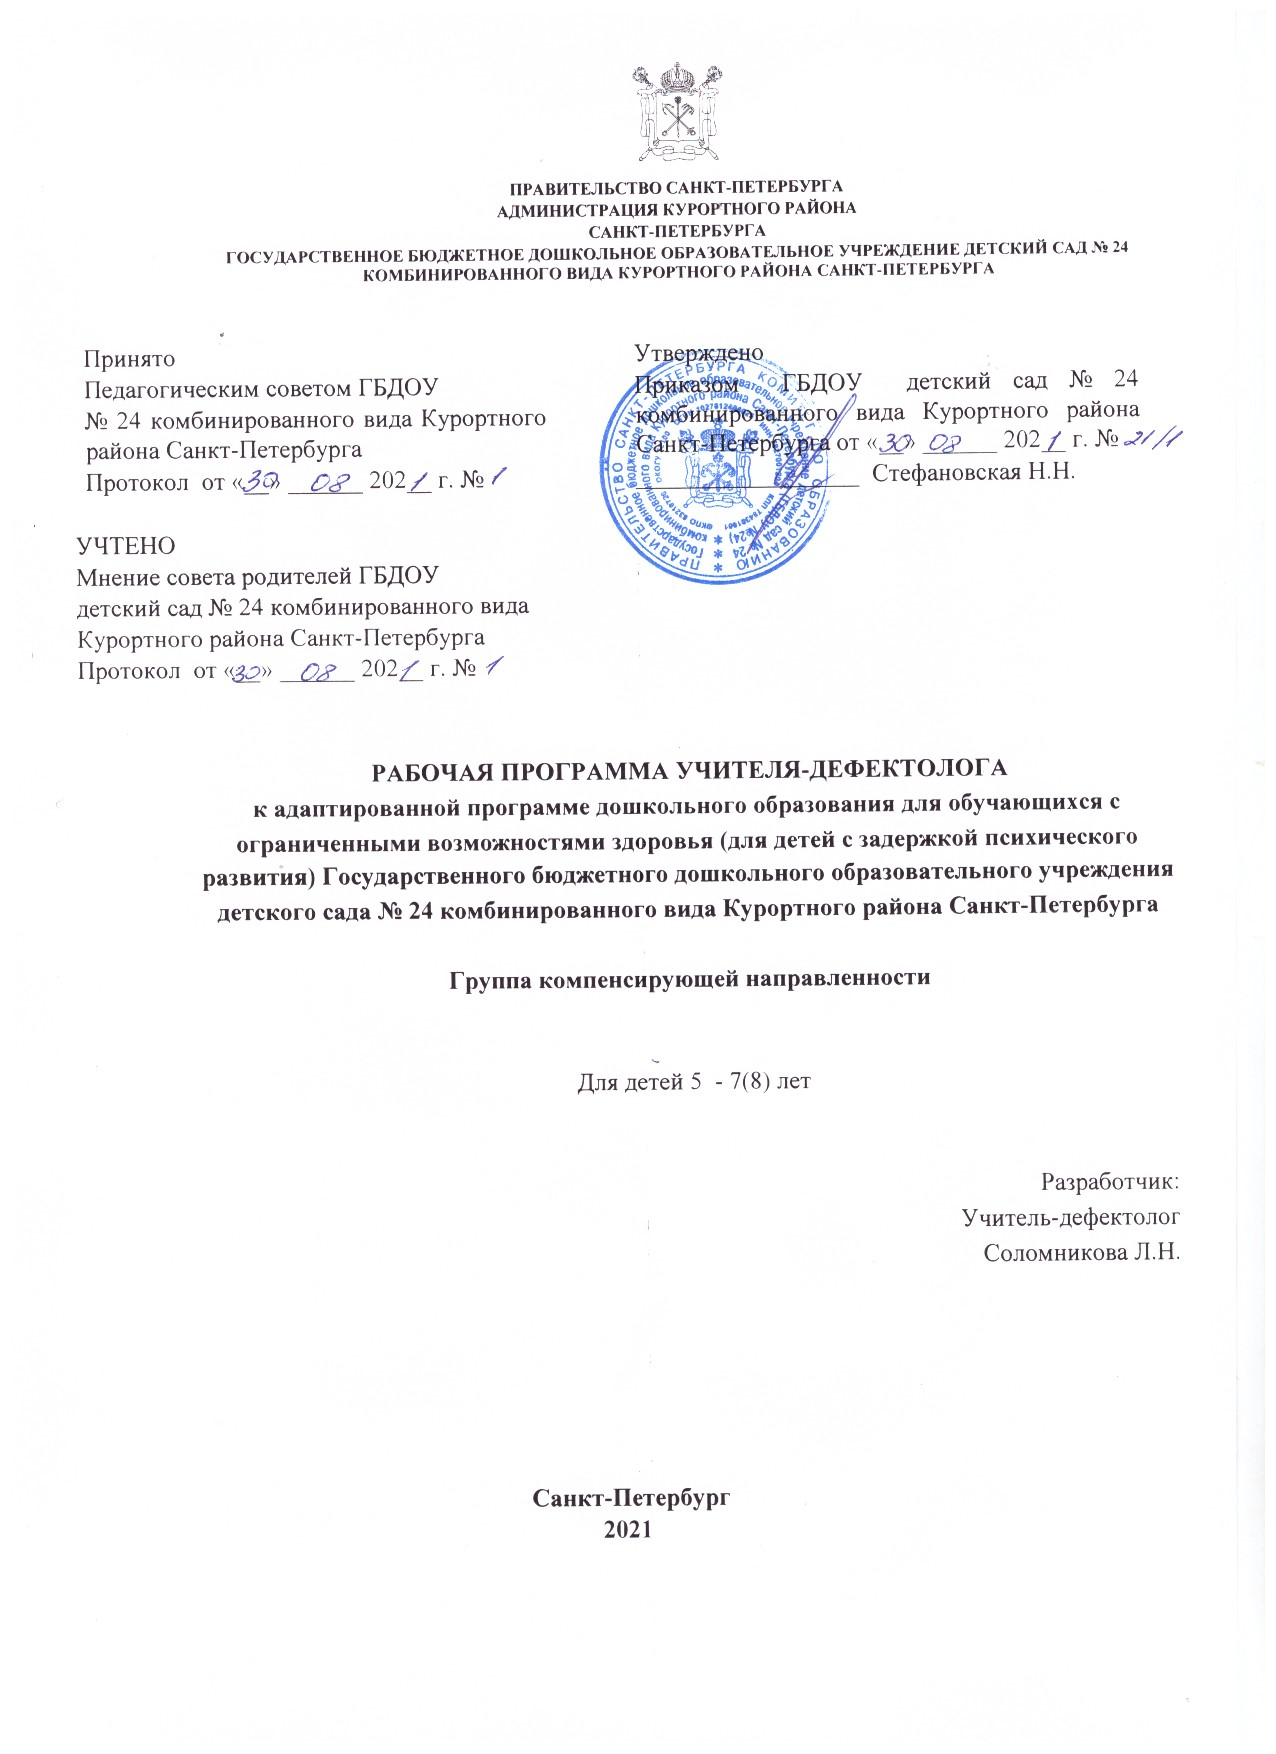 ПРАВИТЕЛЬСТВО САНКТ-ПЕТЕРБУРГА
АДМИНИСТРАЦИЯ КУРОРТНОГО РАЙОНА
САНКТ-ПЕТЕРБУРГА
ГОСУДАРСТВЕННОЕ БЮДЖЕТНОЕ ДОШКОЛЬНОЕ ОБРАЗОВАТЕЛЬНОЕ УЧРЕЖДЕНИЕ ДЕТСКИЙ САД № 24
КОМБИНИРОВАННОГО ВИДА КУРОРТНОГО РАЙОНА САНКТ-ПЕТЕРБУРГА
Принято
Педагогическим советом ГБДОУ
№ 24 комбинированного вида Курортного
района Санкт-Петербурга
Протокол от «30» 08 2021 г. № 1
Утверждено
Приказом ГБДОУ детский сад № 24
комбинированного вида Курортного района
Санкт-Петербурга от «30» 08 2021 г. № 21/1
Стефановская Н.Н.
УЧТЕНО
Мнение совета родителей ГБДОУ
детский сад № 24 комбинированного вида
Курортного района Санкт-Петербурга
Протокол от «30» 08 2021 г. № 1
РАБОЧАЯ ПРОГРАММА УЧИТЕЛЯ-ДЕФЕКТОЛОГА
к адаптированной программе дошкольного образования для обучающихся с
ограниченными возможностями здоровья (для детей с задержкой психического
развития) Государственного бюджетного дошкольного образовательного учреждения
детского сада № 24 комбинированного вида Курортного района Санкт-Петербурга
Группа компенсирующей направленности
Для детей 5 - 7(8) лет
Разработчик:
Учитель-дефектолог
Соломникова Л.Н.
Санкт-Петербург
2021